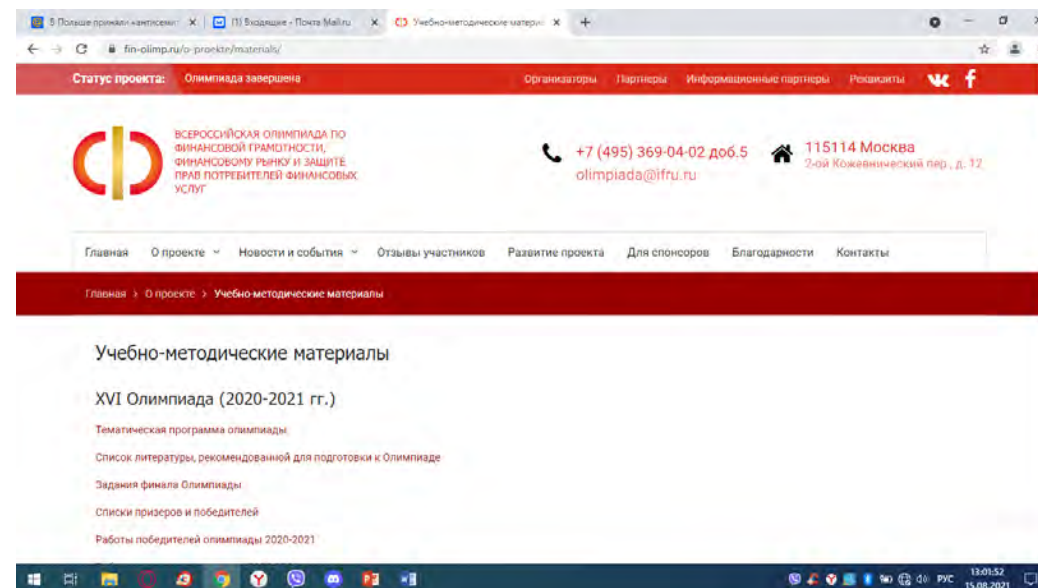 В Польше приняли «антисемит
(1) Входящие - Почта Mail.ru
Учебно-методические матери
fin-olimp.ru/o-proekte/materials/
Статус проекта: Олимпиада завершена
Организаторы Партнеры Информационные партнеры Реквизиты
ВСЕРОССИЙСКАЯ ОЛИМПИАДА ПО
ФИНАНСОВОЙ ГРАМОТНОСТИ,
ФИНАНСОВОМУ РЫНКУ И ЗАЩИТЕ
ПРАВ ПОТРЕБИТЕЛЕЙ ФИНАНСОВЫХ
УСЛУГ
+7 (495) 369-04-02 доб.5
olimpiada@ifru.ru
115114 Москва
2-ой Кожевнический пер., д. 12
Главная О проекте Новости и события Отзывы участников Развитие проекта Для спонсоров Благодарности Контакты
Главная > О проекте > Учебно-методические материалы
Учебно-методические материалы
XVI Олимпиада (2020-2021 гг.)
Тематическая программа олимпиады
Список литературы, рекомендованной для подготовки к Олимпиаде
Задания финала Олимпиады
Списки призеров и победителей
Работы победителей олимпиады 2020-2021
РУС
13:01:52
15.08.2021